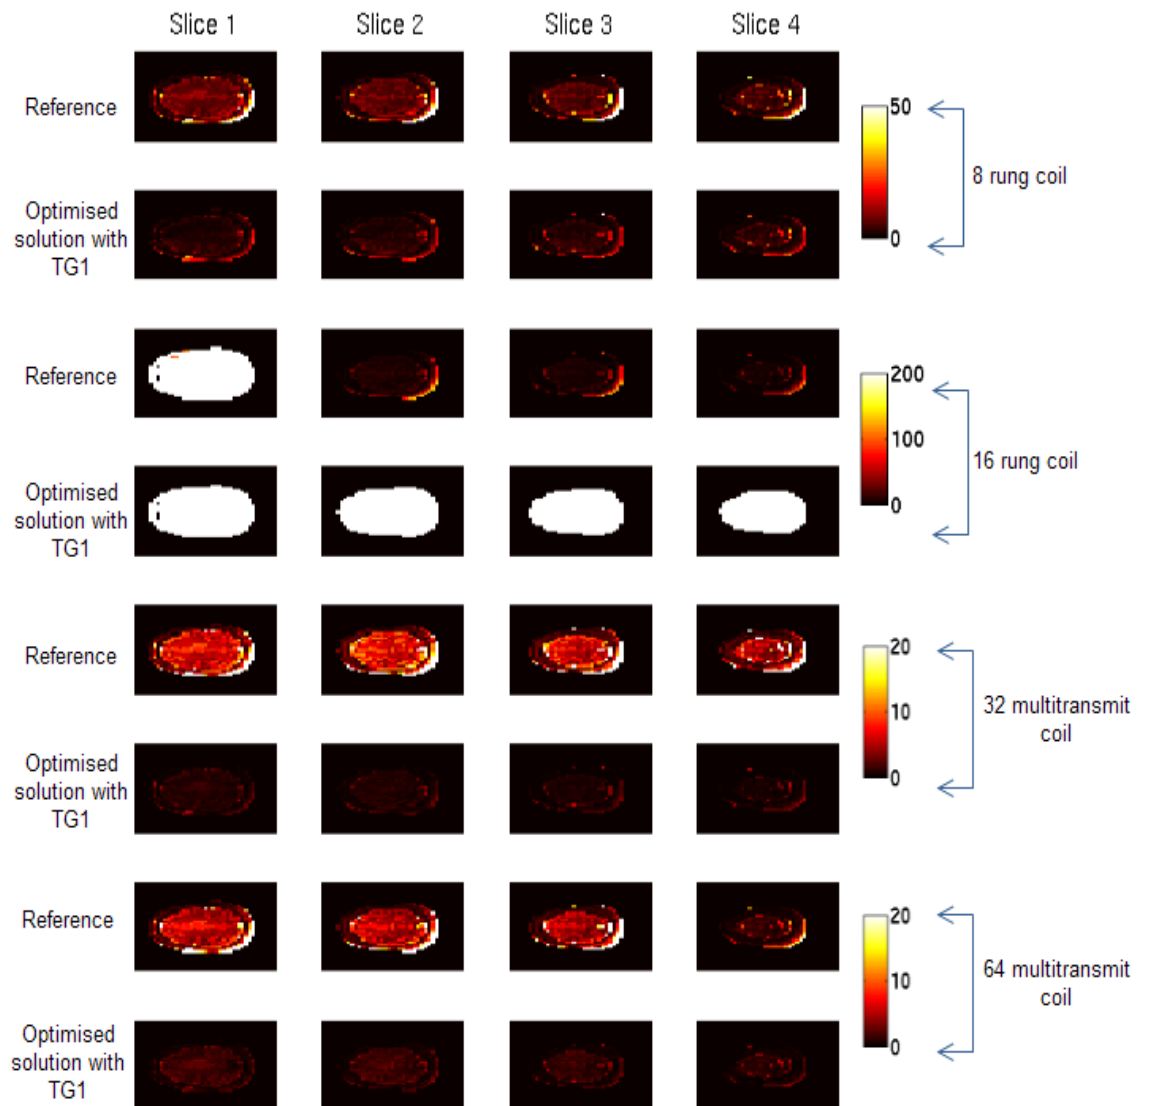 Slice 1 Slice 2 Slice 3 Slice 4
Reference
50
0
8 rung coil
Optimised
solution with
TG1
Reference
200
100
0
16 rung coil
Optimised
solution with
TG1
Reference
20
10
0
32 multitransmit
coil
Optimised
solution with
TG1
Reference
20
10
0
64 multitransmit
coil
Optimised
solution with
TG1